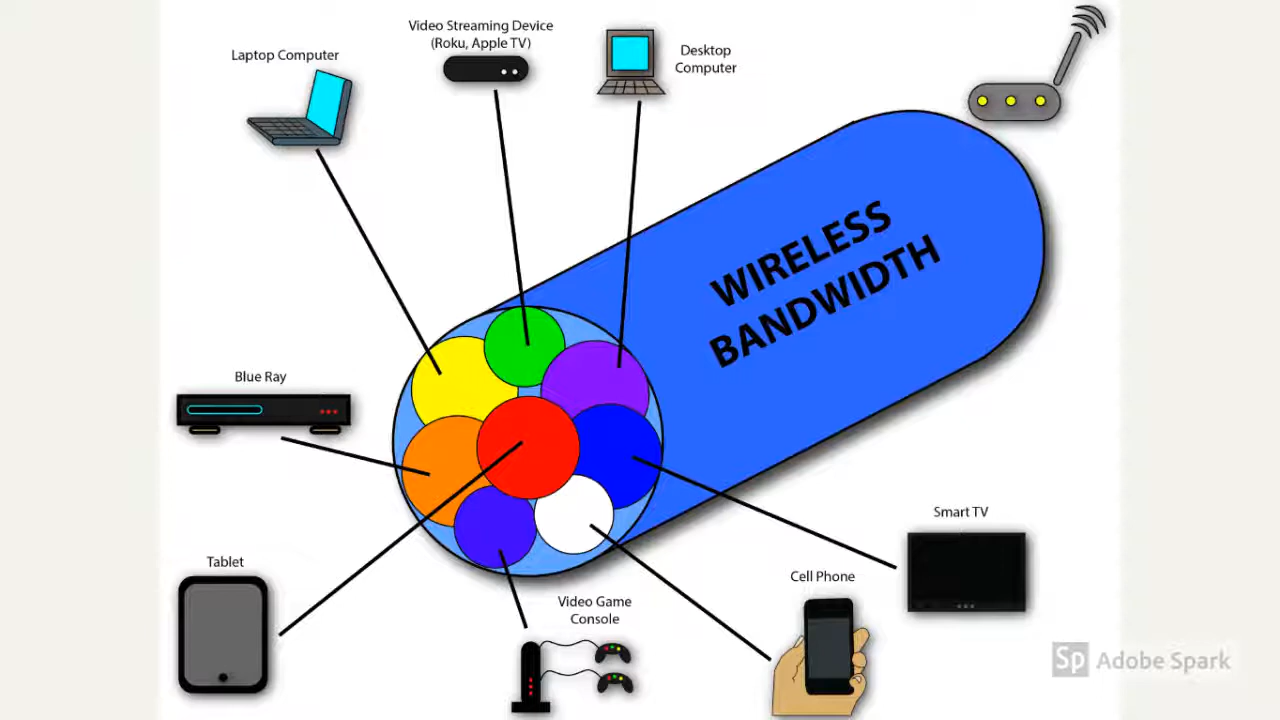 Video Streaming Device
(Roku, Apple TV)
Laptop Computer
Desktop
Computer
WIRELESS
BANDWIDTH
Blue Ray
Smart TV
Tablet
Cell Phone
Video Game
Console
Sp Adobe Spark